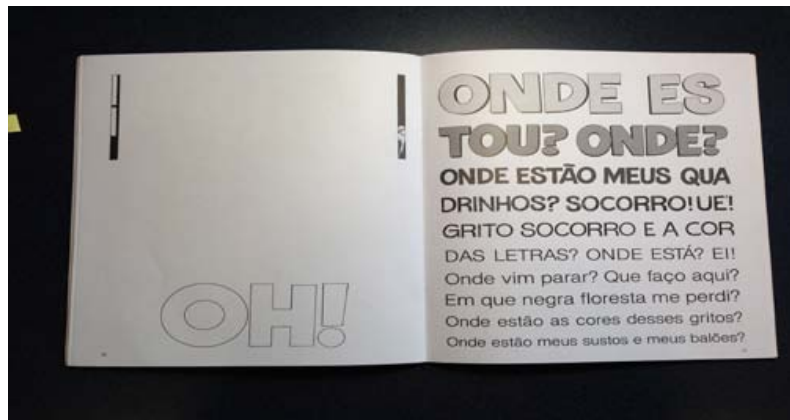 OH!
ONDE ES
TOU? ONDE?
ONDE ESTÃO MEUS QUA
DRINHOS? SOCORRO! UE!
GRITO SOCORRO E A COR
DAS LETRAS? ONDE ESTÁ? EI!
Onde vim parar? Que faço aqui?
Em que negra floresta me perdi?
Onde estão as cores desses gritos?
Onde estão meus sustos e meus balões?